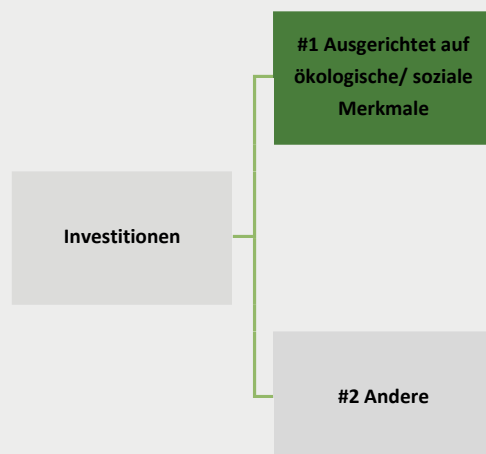 #1 Ausgerichtet auf
ökologische/ soziale
Merkmale
Investitionen
#2 Andere